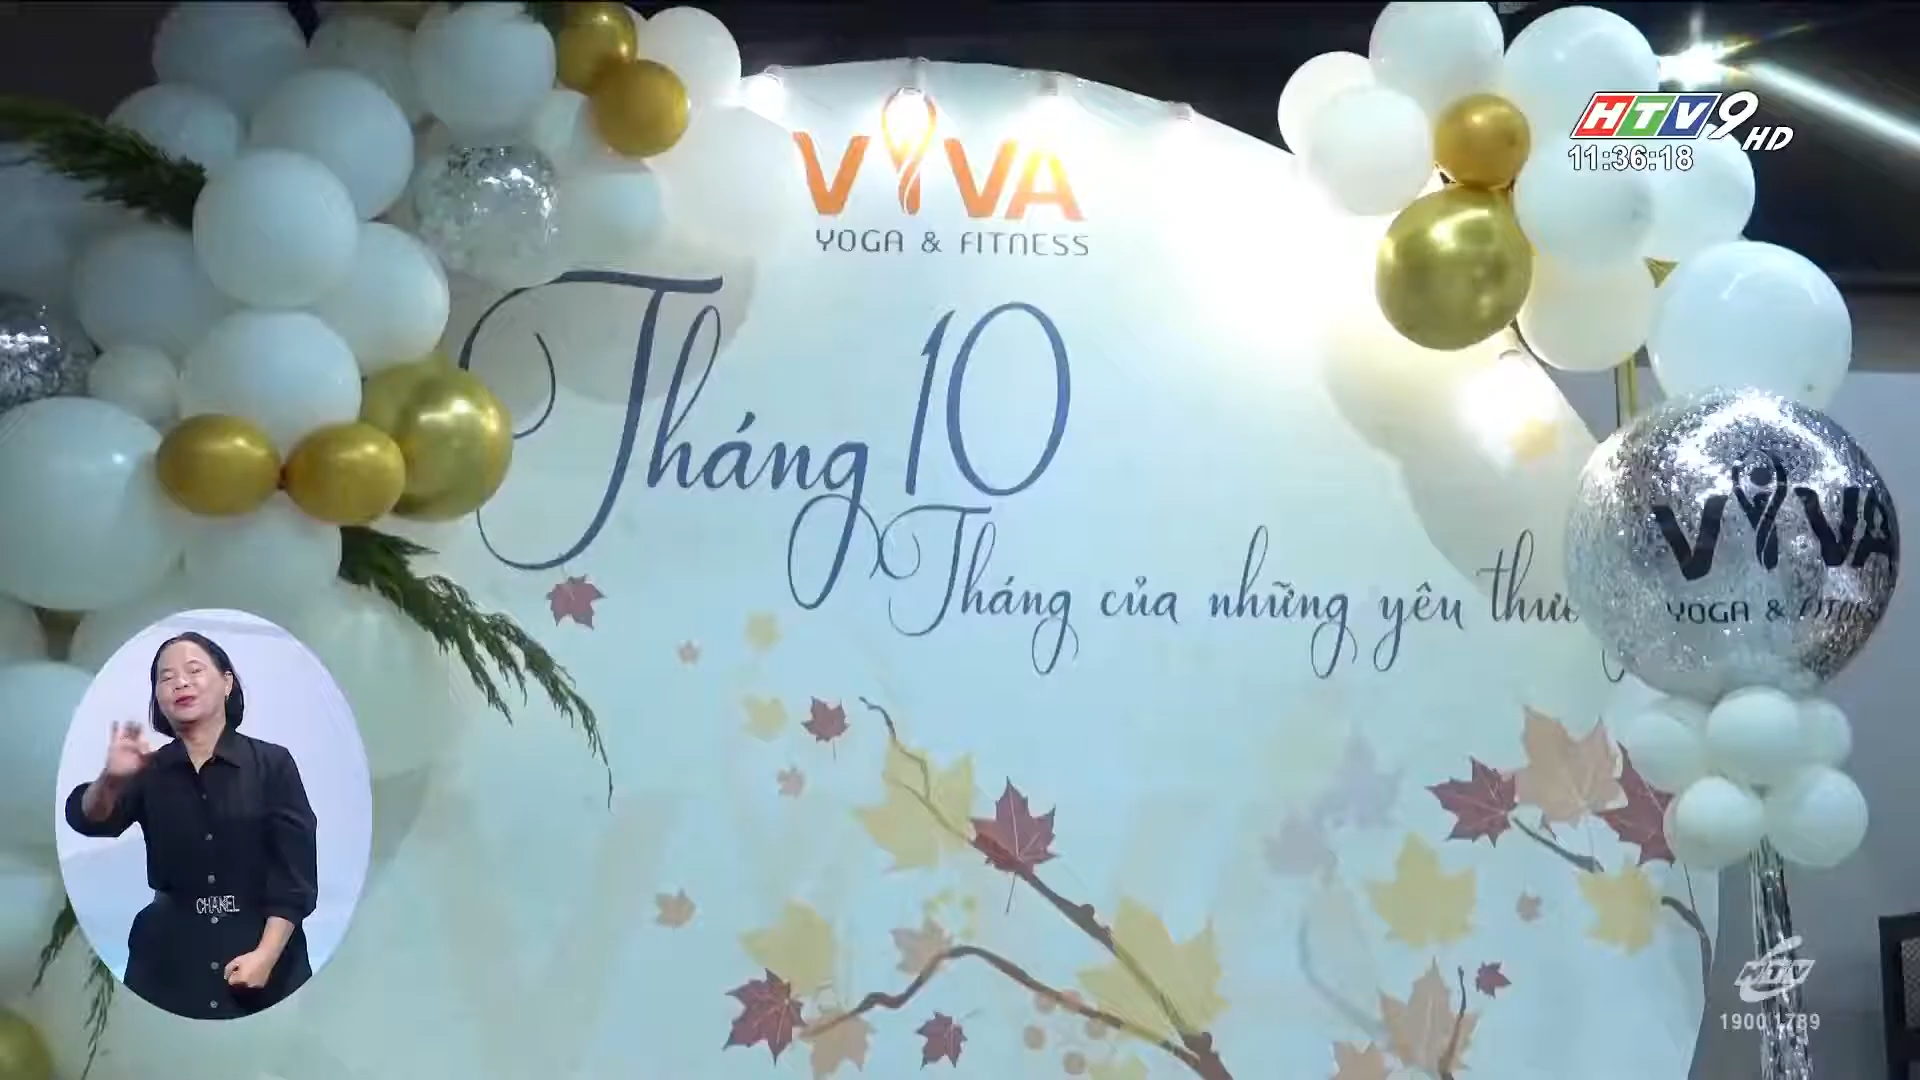 VIVA
YOGA & FITNESS
Tháng 10
Tháng của những yêu
HTV9 HD
11:36:18
VIVA
YOGA & FITNESS
CHANEL
HTV
1900 1789